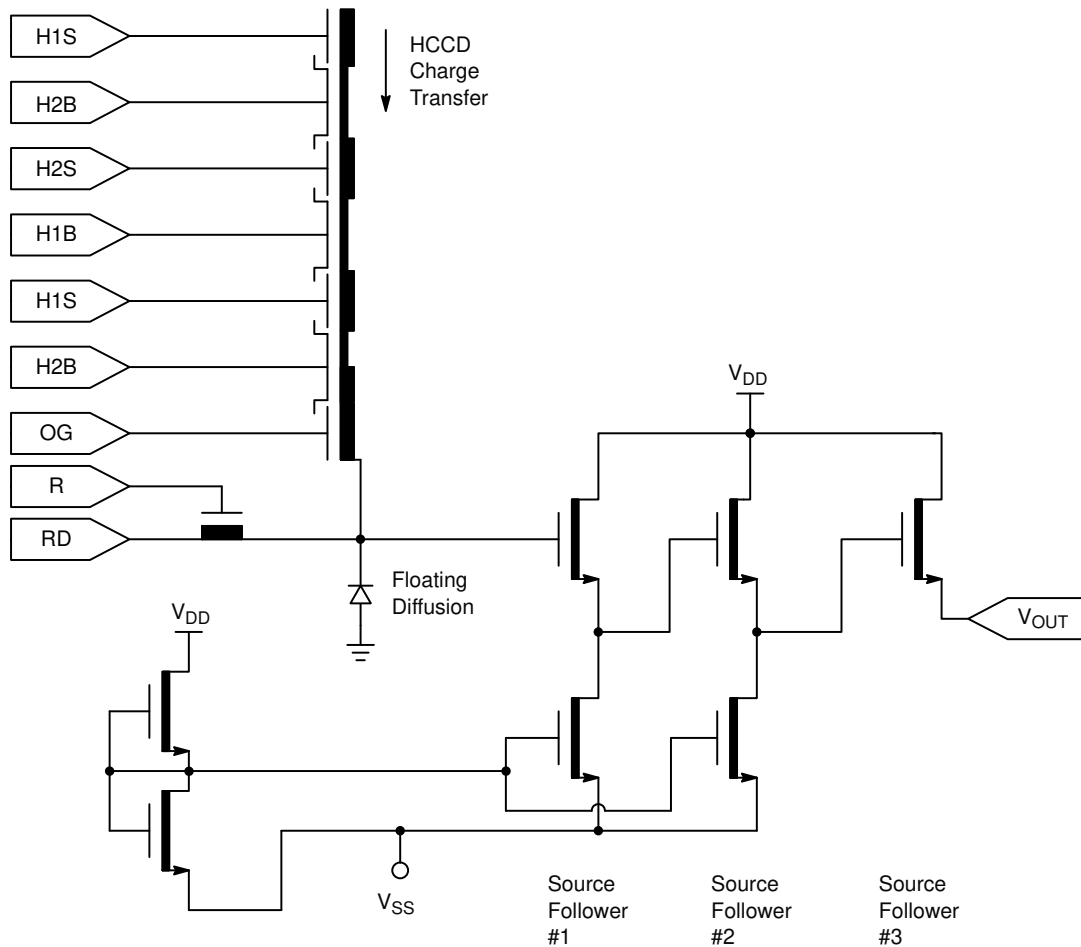 H1S
HCCD
Charge
Transfer
H2B
H2S
H1B
H1S
H2B
OG
R
RD
VDD
Floating
Diffusion
VDD
VOUT
VSS
Source
Follower
#1
Source
Follower
#2
Source
Follower
#3